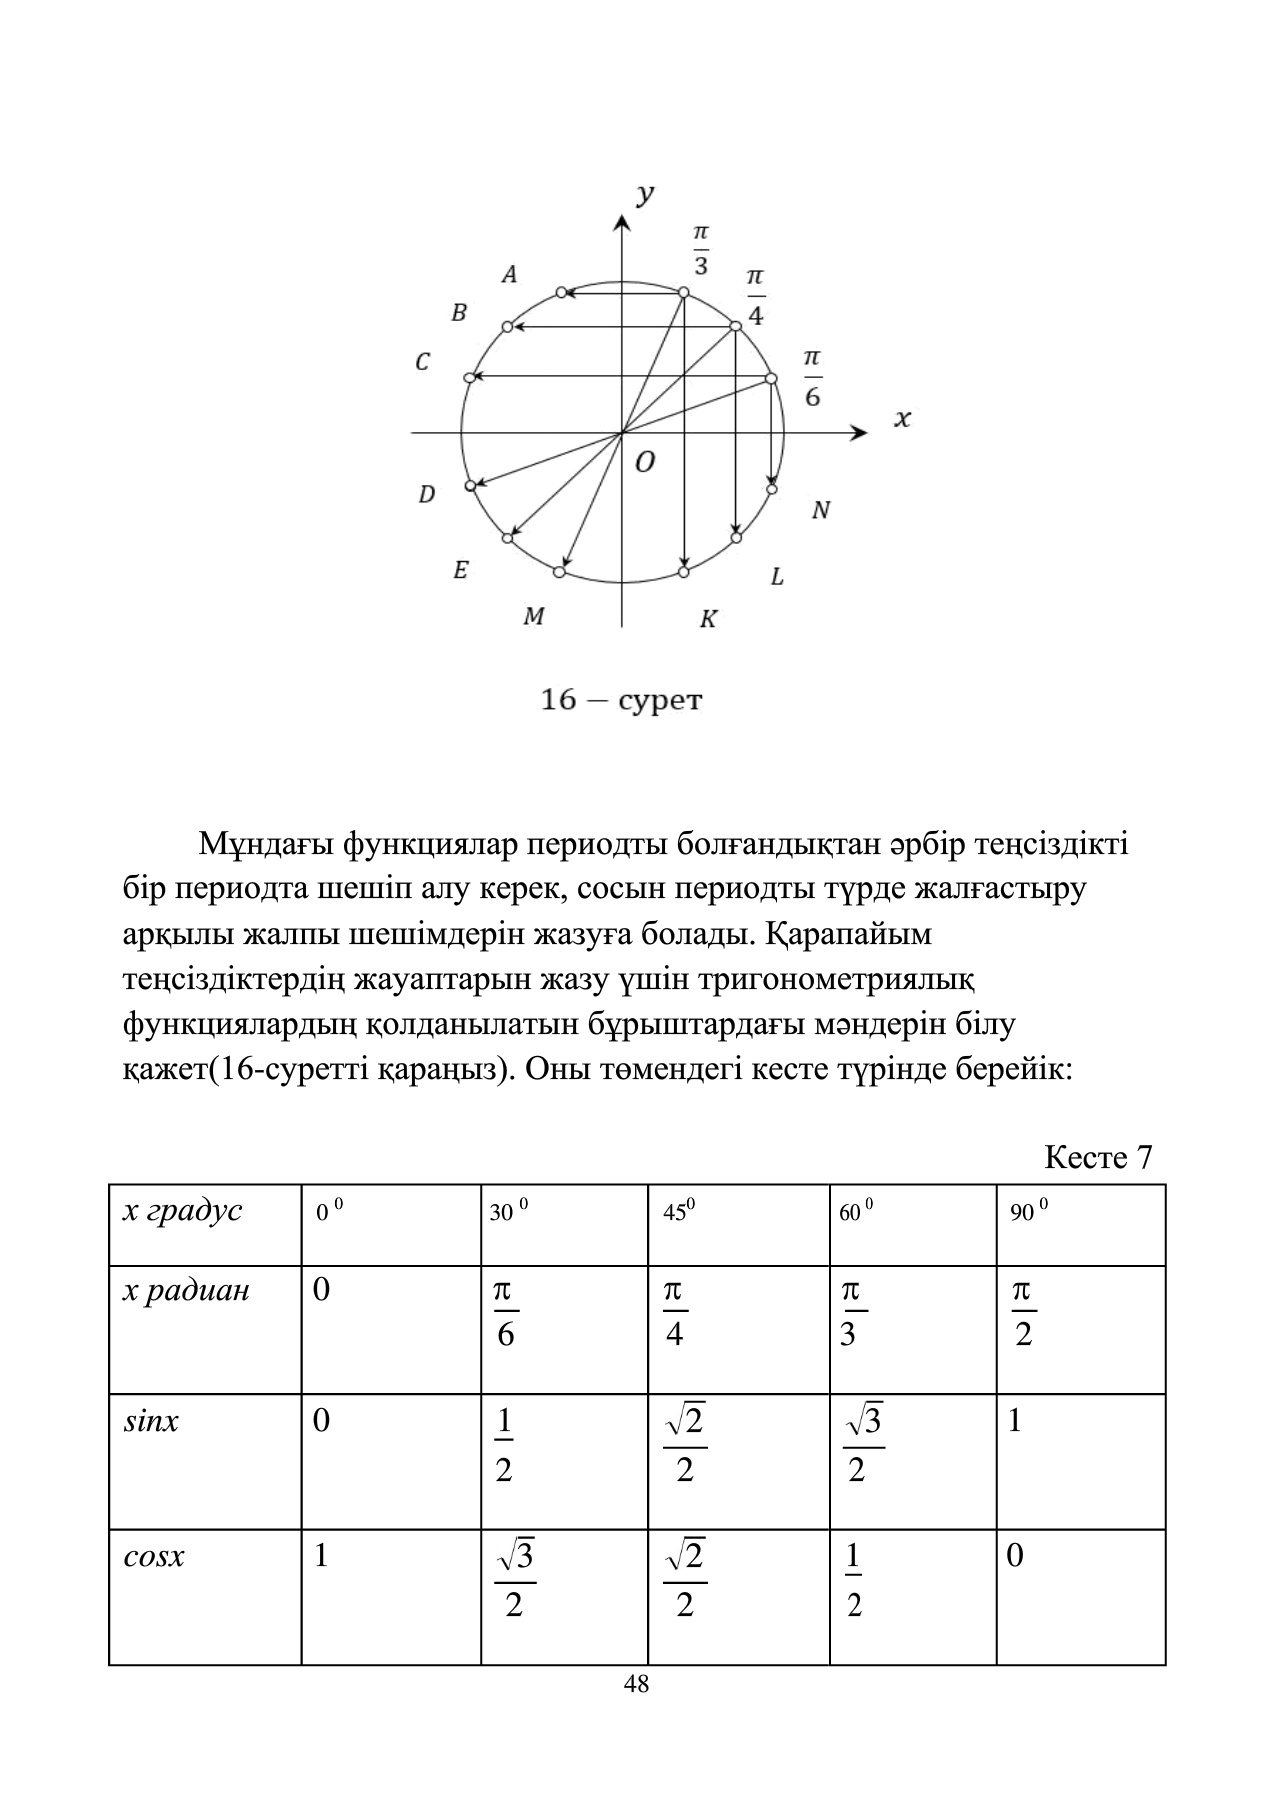 y
π/3
A
π/4
B
C
π/6
x
O
D
N
E
L
M
K
16 – сурет
Мұндағы функциялар периодты болғандықтан әрбір теңсіздікті
бір периодта шешіп алу керек, сосын периодты түрде жалғастыру
арқылы жалпы шешімдерін жазуға болады. Қарапайым
теңсіздіктердің жауаптарын жазу үшін тригонометриялық
функциялардың қолданылатын бұрыштардағы мәндерін білу
қажет(16-суретті қараңыз). Оны төмендегі кесте түрінде берейік:
Кесте 7
x градус 0⁰ 30⁰ 45⁰ 60⁰ 90⁰
x радиан 0 π/6 π/4 π/3 π/2
sinx 0 1/2 √2/2 √3/2 1
cosx 1 √3/2 √2/2 1/2 0
48